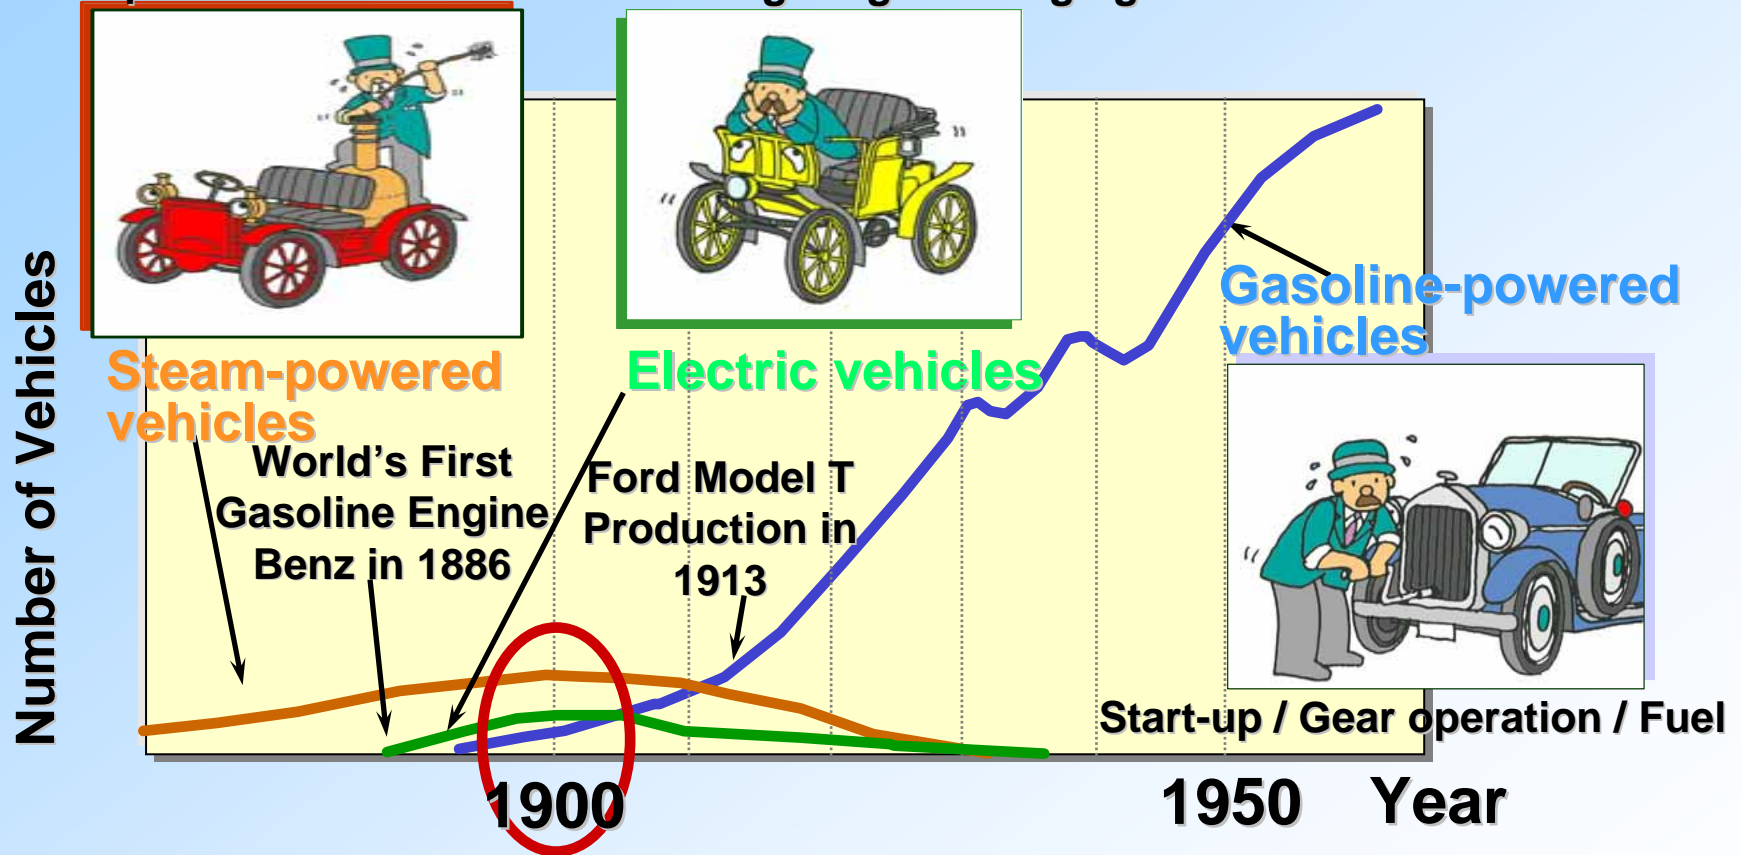 Steam-powered
vehicles
Electric vehicles
Gasoline-powered
vehicles
World's First
Gasoline Engine
Benz in 1886
Ford Model T
Production in
1913
Number of Vehicles
Start-up / Gear operation / Fuel
1900
1950
Year